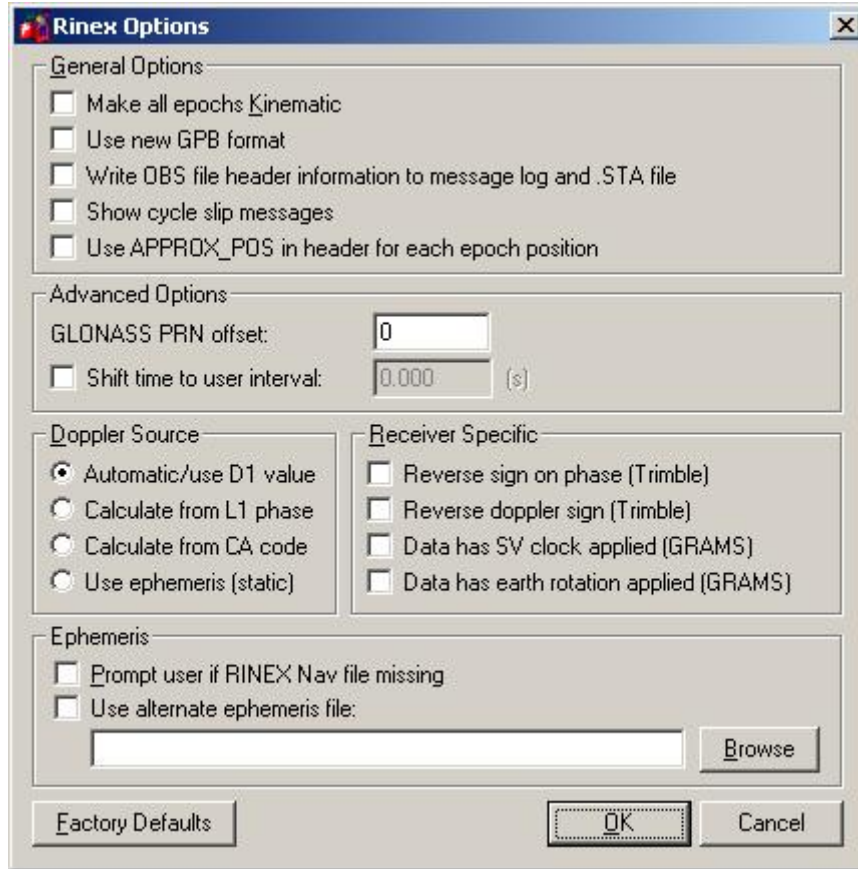 Rinex Options
General Options
Make all epochs Kinematic
Use new GPB format
Write OBS file header information to message log and .STA file
Show cycle slip messages
Use APPROX_POS in header for each epoch position
Advanced Options
GLONASS PRN offset: 0
Shift time to user interval: 0.000 (s)
Doppler Source
Automatic/use D1 value
Calculate from L1 phase
Calculate from CA code
Use ephemeris (static)
Receiver Specific
Reverse sign on phase (Trimble)
Reverse doppler sign (Trimble)
Data has SV clock applied (GRAMS)
Data has earth rotation applied (GRAMS)
Ephemeris
Prompt user if RINEX Nav file missing
Use alternate ephemeris file:
Browse
Factory Defaults OK Cancel